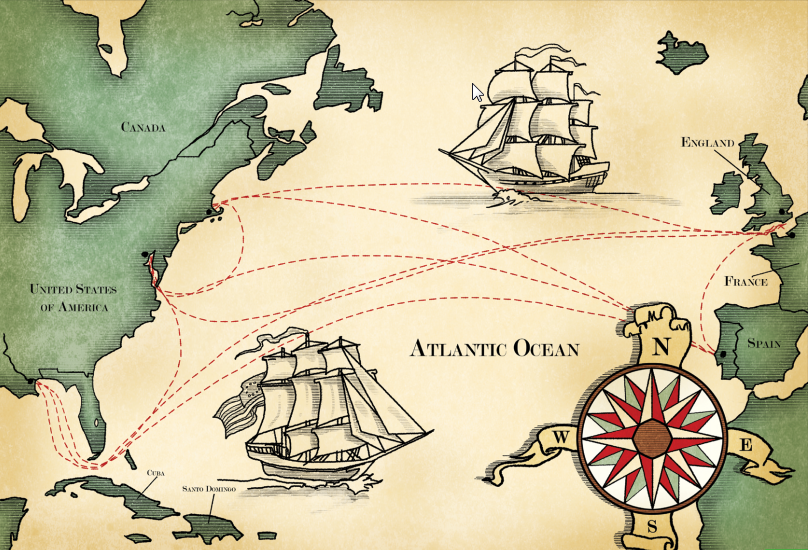 Canada
England
United States
of America
France
Atlantic Ocean
Spain
N
W
E
Cuba
Santo Domingo
S